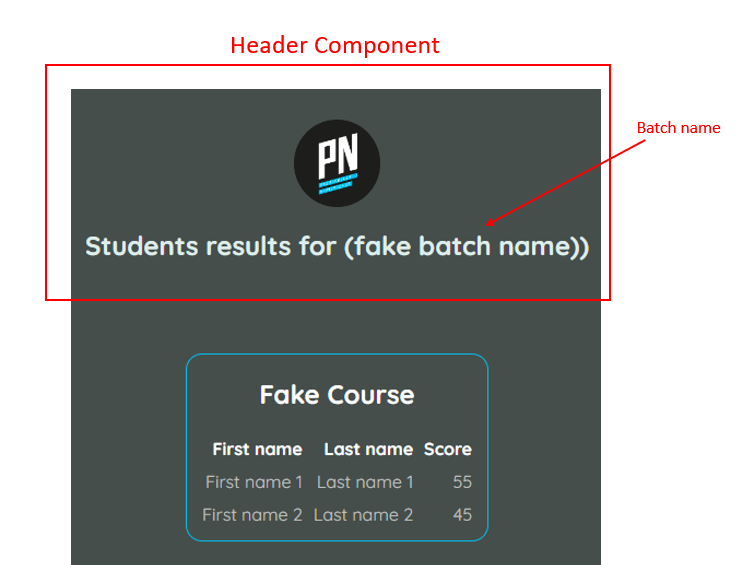 Header Component
Batch name
PN
Students results for (fake batch name))
Fake Course
First name Last name Score
First name 1 Last name 1 55
First name 2 Last name 2 45